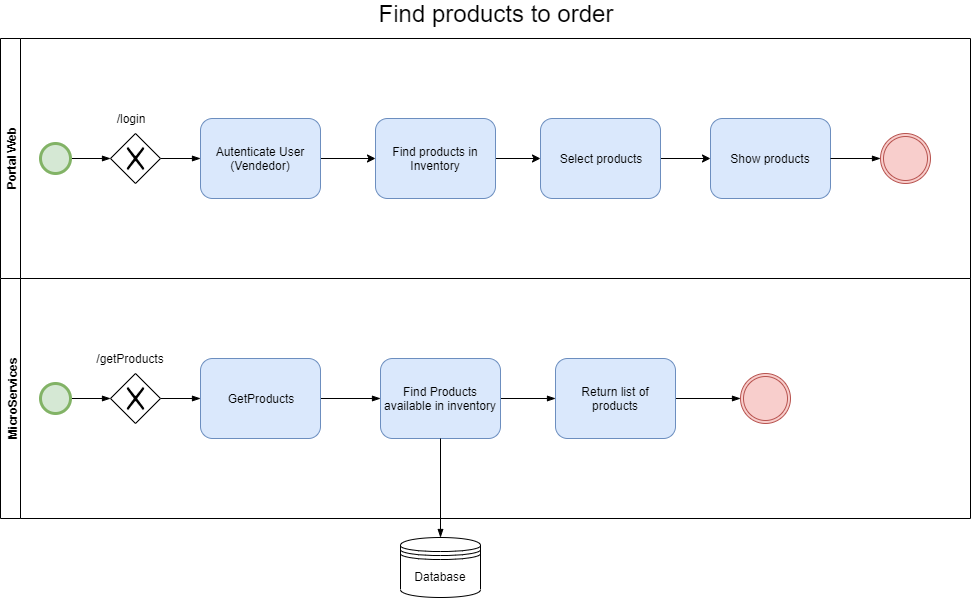 Find products to order
Portal Web
/login
Autenticate User
(Vendedor)
Find products in
Inventory
Select products
Show products
MicroServices
/getProducts
GetProducts
Find Products
available in inventory
Return list of
products
Database